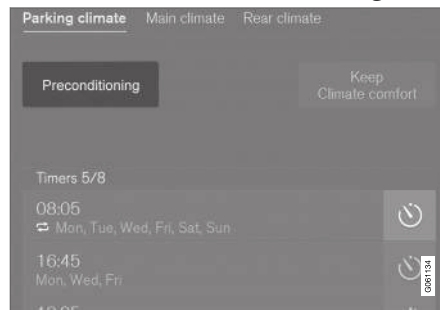 Parking climate Main climate Rear climate
Preconditioning
Keep
Climate comfort
Timers 5/8
08:05
Mon, Tue, Wed, Fri, Sat, Sun
16:45
Mon, Wed, Fri
G061134